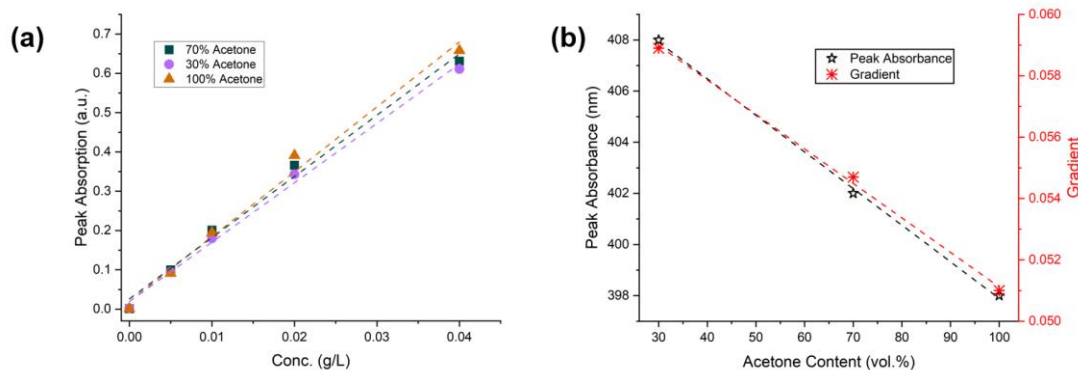 (a)
0.7
0.6
0.5
0.4
0.3
0.2
0.1
0.0
Peak Absorption (a.u.)
70% Acetone
30% Acetone
100% Acetone
0.00 0.01 0.02 0.03 0.04
Conc. (g/L)
(b)
408
406
404
402
400
398
Peak Absorbance (nm)
Peak Absorbance
Gradient
0.060
0.058
0.056
0.054
0.052
0.050
Gradient
30 40 50 60 70 80 90 100
Acetone Content (vol.%)